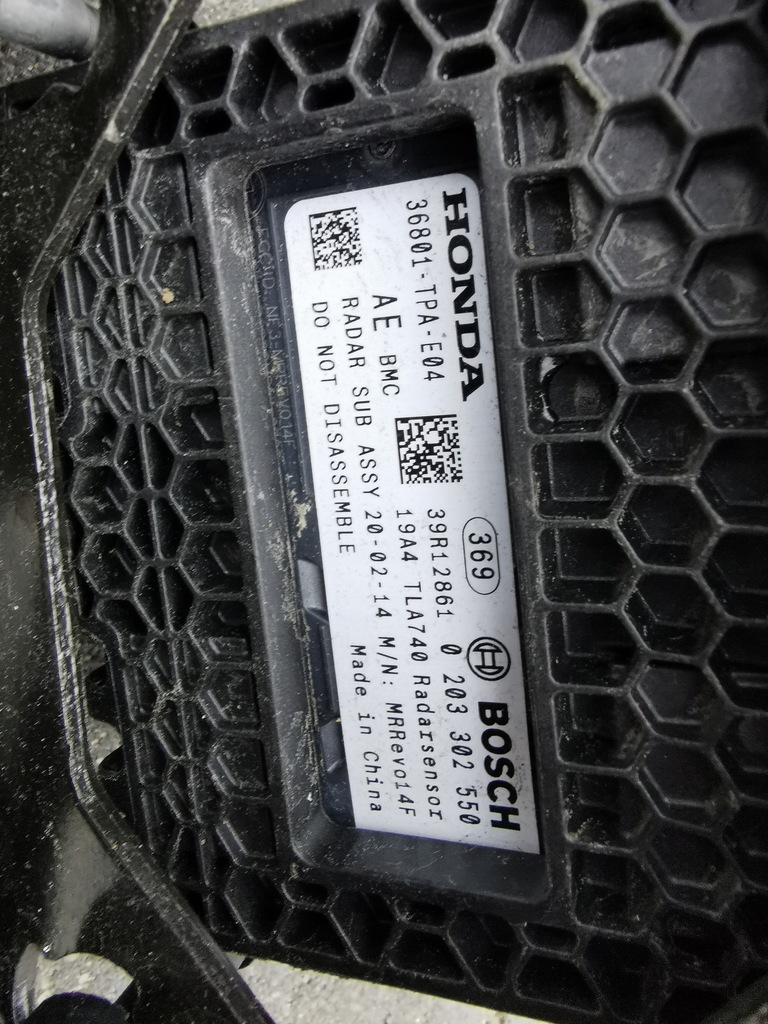 HONDA
36801-TPA-E04
AE BMC
RADAR SUB ASSY 20-02-14 M/N: MRRevo14F
DO NOT DISASSEMBLE
Made in China
369
39R12861
19A4 TLA740 Radarsensor
BOSCH
0 203 302 550